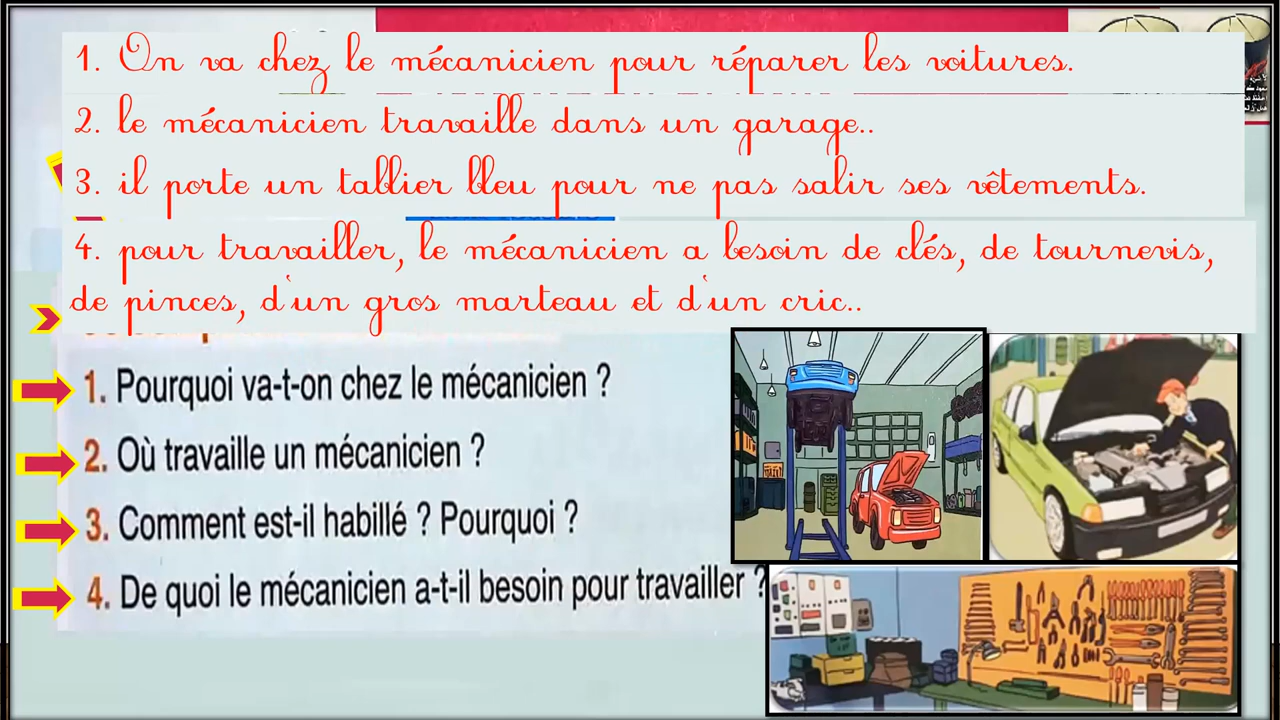 1. On va chez le mécanicien pour réparer les voitures.
2. le mécanicien travaille dans un garage..
3. il porte un tablier bleu pour ne pas salir ses vêtements.
4. pour travailler, le mécanicien a besoin de clés, de tournevis,
de pinces, d'un gros marteau et d'un cric..
1. Pourquoi va-t-on chez le mécanicien ?
2. Où travaille un mécanicien ?
3. Comment est-il habillé ? Pourquoi ?
4. De quoi le mécanicien a-t-il besoin pour travailler ?